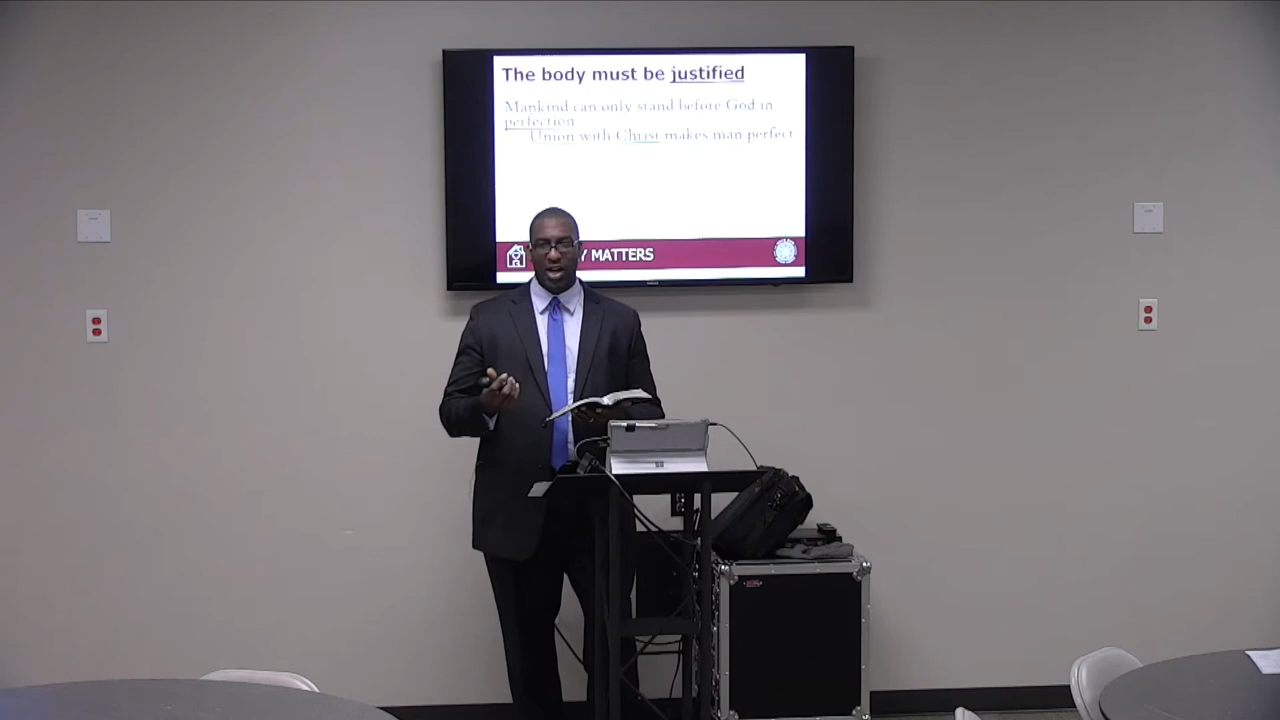 The body must be justified
Mankind can only stand before God in
perfection
Union with Christ makes man perfect
MATTERS